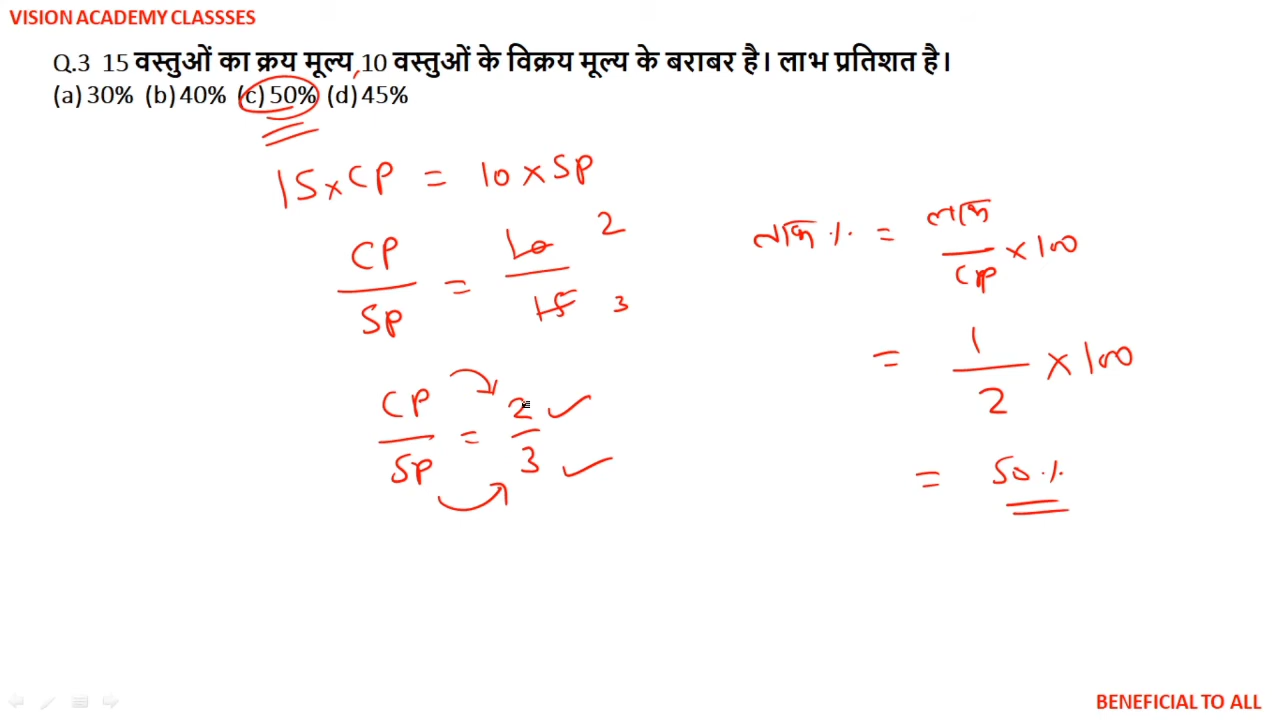 VISION ACADEMY CLASSSES
Q.3 15 वस्तुओं का क्रय मूल्य, 10 वस्तुओं के विक्रय मूल्य के बराबर है। लाभ प्रतिशत है।
(a) 30% (b) 40% (c) 50% (d) 45%
15 × CP = 10 × SP
CP/SP = 10/15 2 3
CP/SP = 2/3
लाभ % = लाभ/CP × 100
= 1/2 × 100
= 50%
BENEFICIAL TO ALL